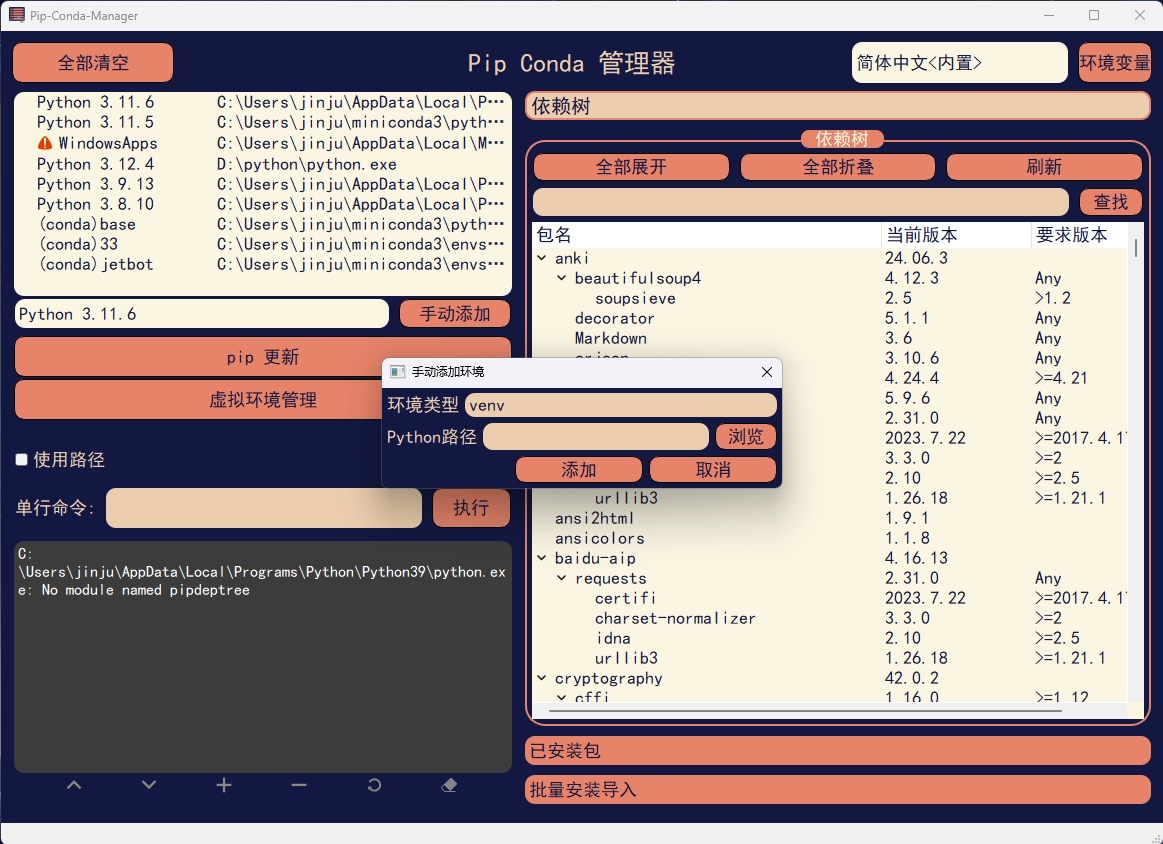 Pip-Conda-Manager
全部清空
Pip Conda 管理器
简体中文<内置>
环境变量
Python 3.11.6 C:\Users\jinju\AppData\Local\P…
Python 3.11.5 C:\Users\jinju\miniconda3\pyth…
WindowsApps C:\Users\jinju\AppData\Local\M…
Python 3.12.4 D:\python\python.exe
Python 3.9.13 C:\Users\jinju\AppData\Local\P…
Python 3.8.10 C:\Users\jinju\AppData\Local\P…
(conda)base C:\Users\jinju\miniconda3\pyth…
(conda)33 C:\Users\jinju\miniconda3\envs…
(conda)jetbot C:\Users\jinju\miniconda3\envs…
Python 3.11.6
手动添加
pip 更新
虚拟环境管理
使用路径
单行命令:
执行
C:
\Users\jinju\AppData\Local\Programs\Python\Python39\python.ex
e: No module named pipdeptree
手动添加环境
环境类型 venv
Python路径
浏览
添加 取消
依赖树
依赖树
全部展开 全部折叠 刷新
查找
包名 当前版本 要求版本
anki 24.06.3
beautifulsoup4 4.12.3 Any
soupsieve 2.5 >1.2
decorator 5.1.1 Any
Markdown 3.6 Any
3.10.6 Any
4.24.4 >=4.21
5.9.6 Any
2.31.0 Any
2023.7.22 >=2017.4.17
3.3.0 >=2
2.10 >=2.5
urllib3 1.26.18 >=1.21.1
ansi2html 1.9.1
ansicolors 1.1.8
baidu-aip 4.16.13
requests 2.31.0 Any
certifi 2023.7.22 >=2017.4.17
charset-normalizer 3.3.0 >=2
idna 2.10 >=2.5
urllib3 1.26.18 >=1.21.1
cryptography 42.0.2
cffi 1.16.0 >=1.12
已安装包
批量安装导入